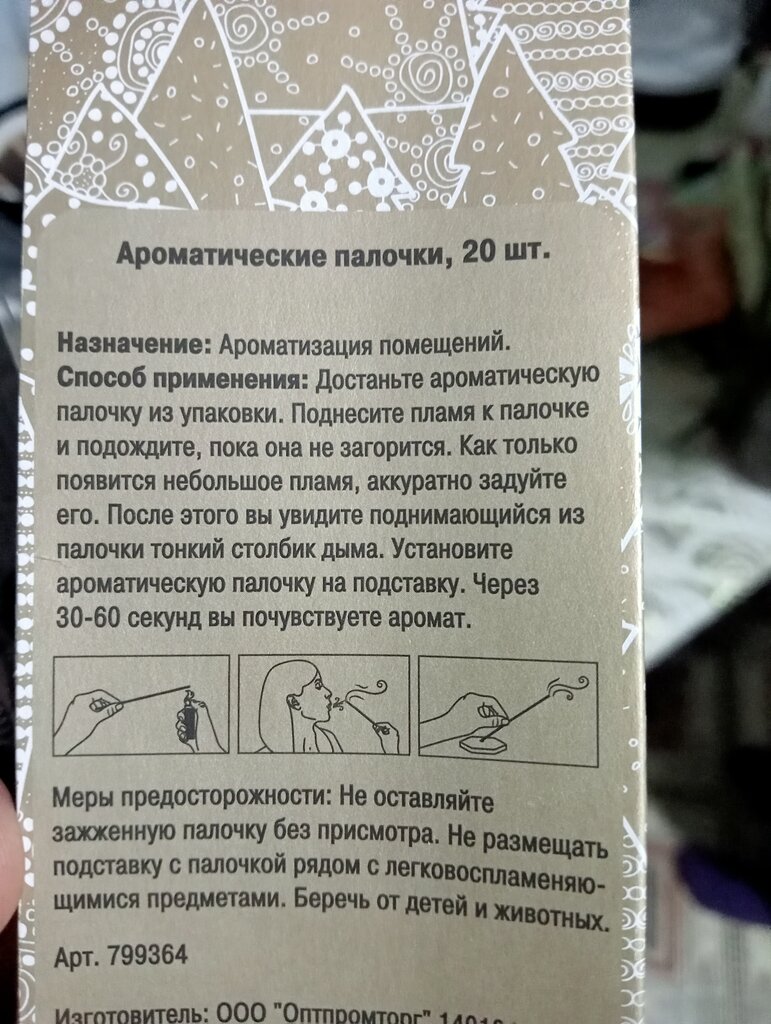 Ароматические палочки, 20 шт.
Назначение: Ароматизация помещений.
Способ применения: Достаньте ароматическую
палочку из упаковки. Поднесите пламя к палочке
и подождите, пока она не загорится. Как только
появится небольшое пламя, аккуратно задуйте
его. После этого вы увидите поднимающийся из
палочки тонкий столбик дыма. Установите
ароматическую палочку на подставку. Через
30-60 секунд вы почувствуете аромат.
Меры предосторожности: Не оставляйте
зажженную палочку без присмотра. Не размещать
подставку с палочкой рядом с легковоспламеняю-
щимися предметами. Беречь от детей и животных.
Арт. 799364
Изготовитель: ООО "Оптпромторг"